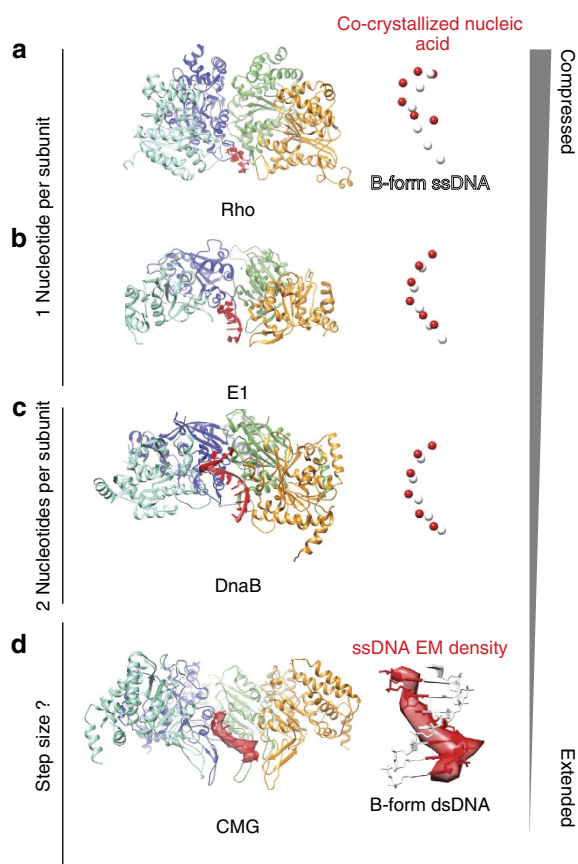 Co-crystallized nucleic
acid
a
1 Nucleotide per subunit
Compressed
B-form ssDNA
Rho
b
E1
c
2 Nucleotides per subunit
DnaB
d
Step size ?
ssDNA EM density
B-form dsDNA
CMG
Extended